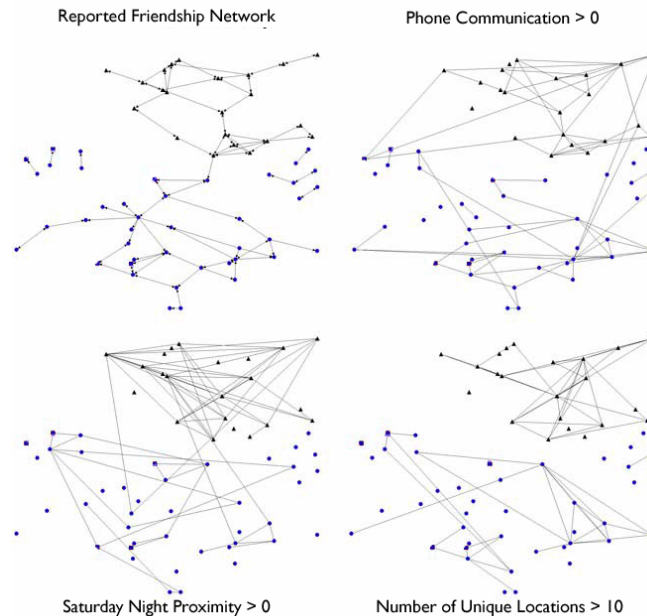 Reported Friendship Network
Phone Communication > 0
Saturday Night Proximity > 0
Number of Unique Locations > 10